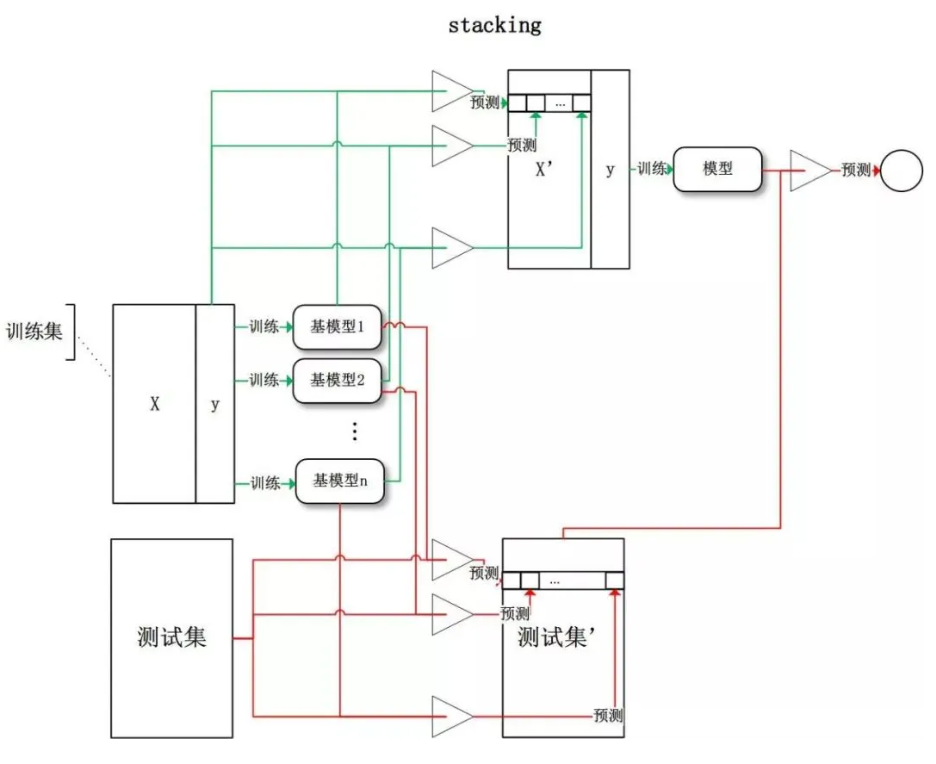 stacking
预测
...
预测
X'
y
训练
模型
预测
训练集
X
y
训练
基模型1
训练
基模型2
⋮
训练
基模型n
测试集
预测
...
预测
测试集'
预测